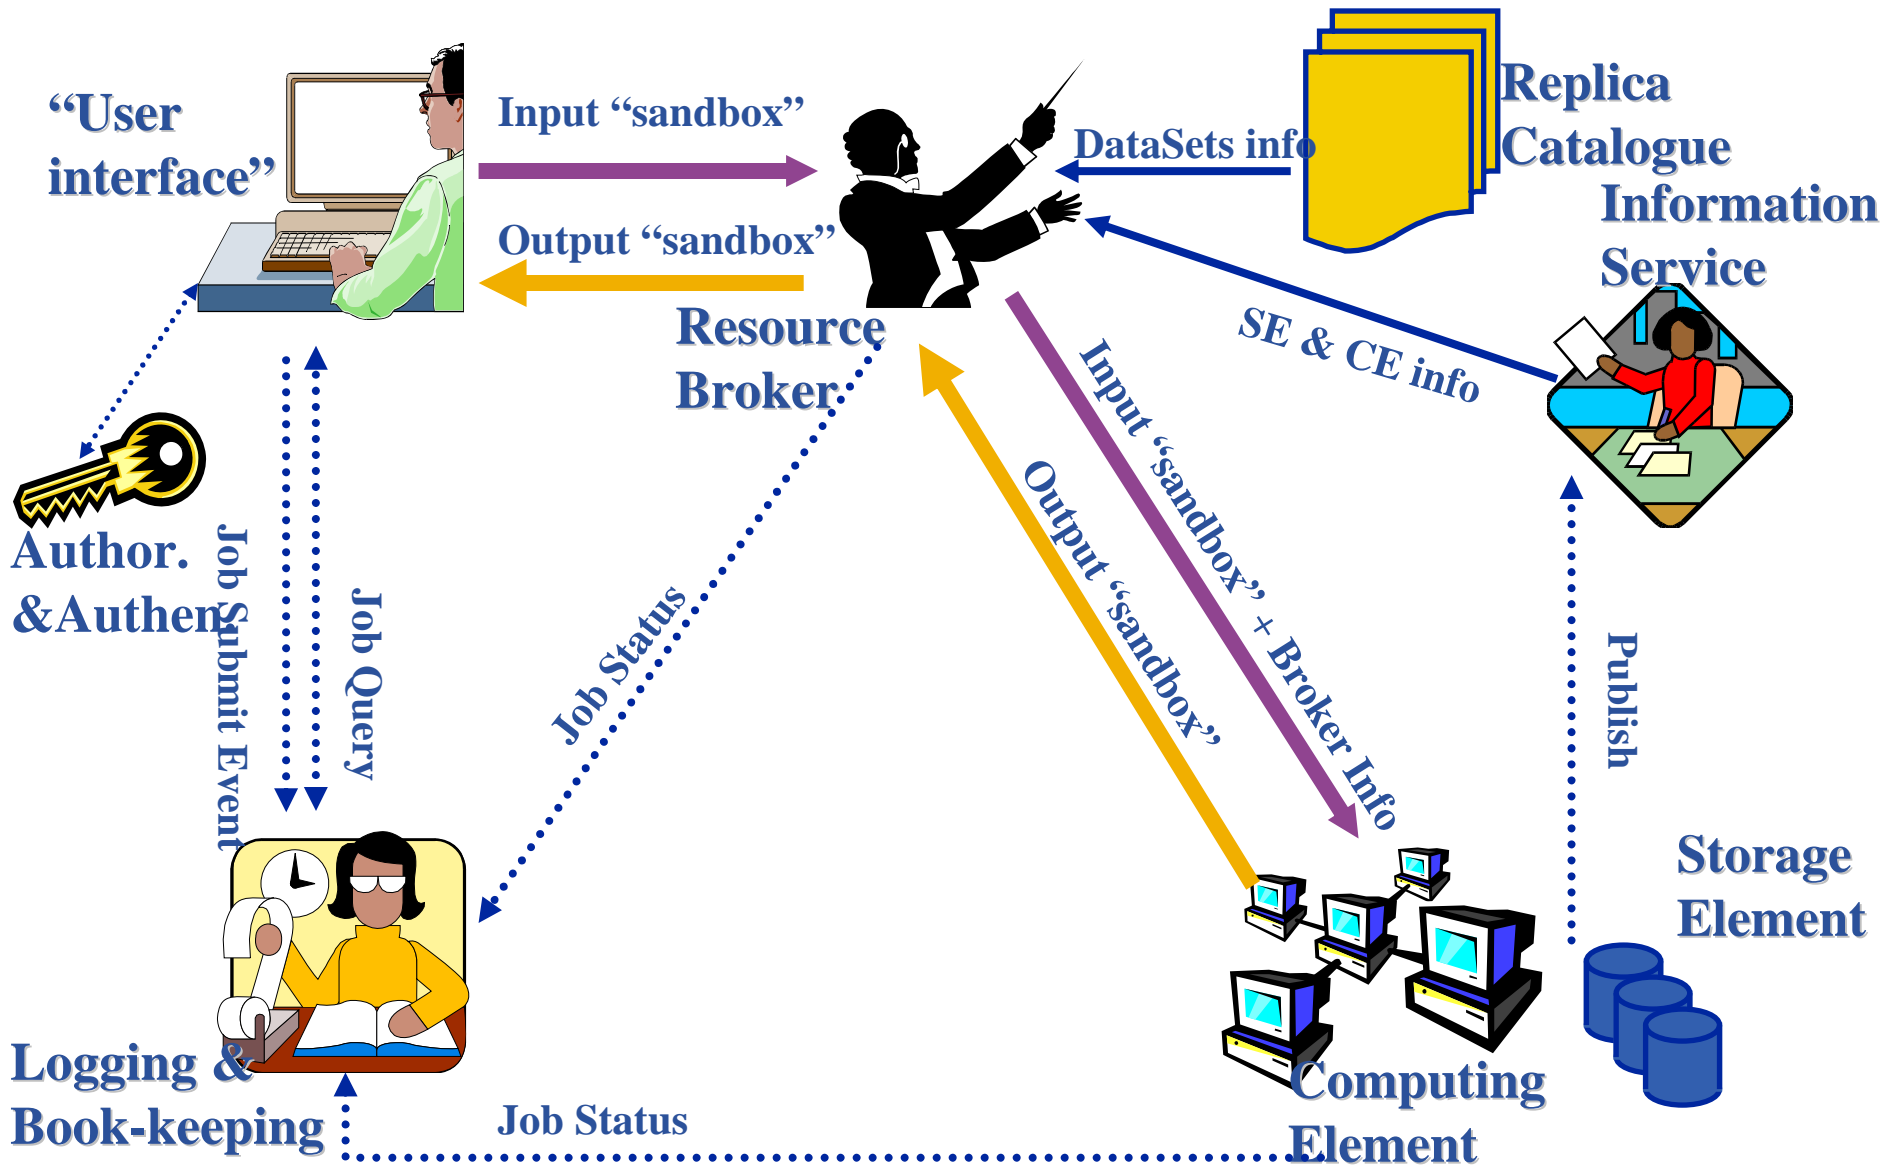 “User
interface”
Input “sandbox”
Output “sandbox”
DataSets info
Replica
Catalogue
Information
Service
SE & CE info
Resource
Broker
Author.
&Authen.
Job Submit Event
Job Query
Job Status
Output “sandbox”
Input “sandbox” + Broker Info
Publish
Storage
Element
Logging &
Book-keeping
Job Status
Computing
Element